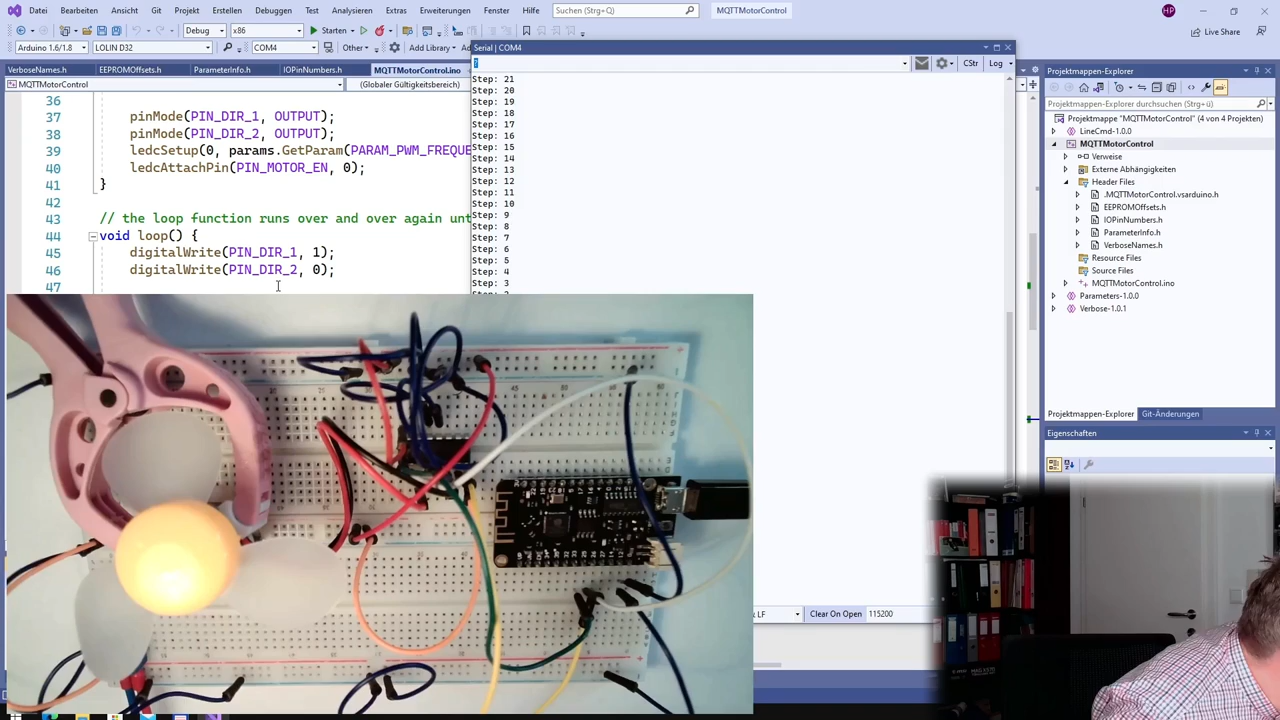 Datei Bearbeiten Ansicht Git Projekt Erstellen Debuggen Test Analysieren Extras Erweiterungen Fenster Hilfe Suchen (Strg+Q) MQTTMotorControl HP
Debug x86 Starten Live Share
Arduino 1.6/1.8 LOLIN D32 COM4 Other Add Library
VerboseNames.h EEPROMOffsets.h ParameterInfo.h IOPinNumbers.h MQTTMotorControl.ino
MQTTMotorControl (Globaler Gültigkeitsbereich)
36
37 pinMode(PIN_DIR_1, OUTPUT);
38 pinMode(PIN_DIR_2, OUTPUT);
39 ledcSetup(0, params.GetParam(PARAM_PWM_FREQUE
40 ledcAttachPin(PIN_MOTOR_EN, 0);
41 }
42
43 // the loop function runs over and over again unt
44 void loop() {
45 digitalWrite(PIN_DIR_1, 1);
46 digitalWrite(PIN_DIR_2, 0);
47
Serial | COM4
CStr Log
Step: 21
Step: 20
Step: 19
Step: 18
Step: 17
Step: 16
Step: 15
Step: 14
Step: 13
Step: 12
Step: 11
Step: 10
Step: 9
Step: 8
Step: 7
Step: 6
Step: 5
Step: 4
Step: 3
& LF Clear On Open 115200
Projektmappen-Explorer
Projektmappen-Explorer durchsuchen (Strg+ü)
Projektmappe "MQTTMotorControl" (4 von 4 Projekten)
LineCmd-1.0.0
MQTTMotorControl
Verweise
Externe Abhängigkeiten
Header Files
.MQTTMotorControl.vsarduino.h
EEPROMOffsets.h
IOPinNumbers.h
ParameterInfo.h
VerboseNames.h
Resource Files
Source Files
MQTTMotorControl.ino
Parameters-1.0.0
Verbose-1.0.1
Projektmappen-Explorer Git-Änderungen
Eigenschaften